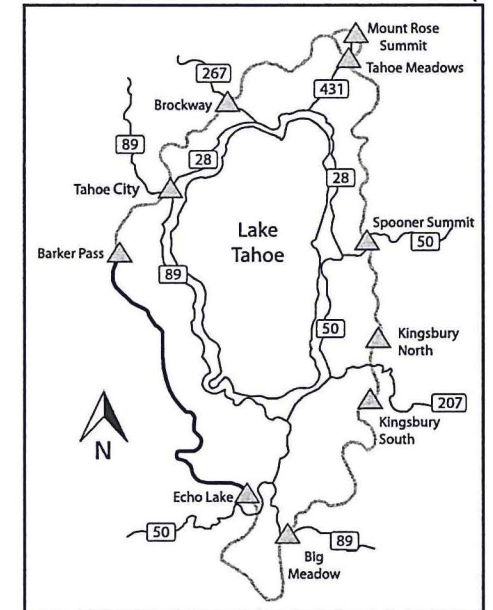 Mount Rose
Summit
Tahoe Meadows
267
431
Brockway
89
28
Tahoe City
28
Lake
Tahoe
Spooner Summit
50
Barker Pass
89
50
Kingsbury
North
207
Kingsbury
South
N
Echo Lake
50
89
Big
Meadow